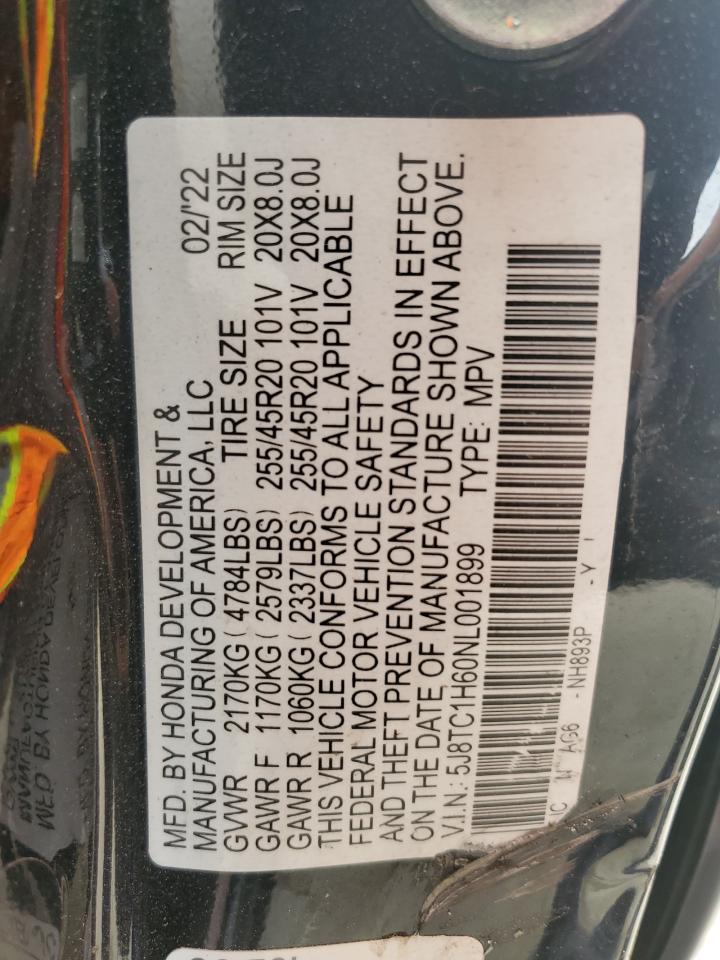 MFD. BY HONDA DEVELOPMENT & 02/'22
MANUFACTURING OF AMERICA, LLC
GVWR 2170KG ( 4784LBS) TIRE SIZE RIM SIZE
GAWR F 1170KG ( 2579LBS) 255/45R20 101V 20X8.0J
GAWR R 1060KG ( 2337LBS) 255/45R20 101V 20X8.0J
THIS VEHICLE CONFORMS TO ALL APPLICABLE
FEDERAL MOTOR VEHICLE SAFETY
AND THEFT PREVENTION STANDARDS IN EFFECT
ON THE DATE OF MANUFACTURE SHOWN ABOVE.
V.I.N.: 5J8TC1H60NL001899 TYPE: MPV
AG6 -NH893P -Y